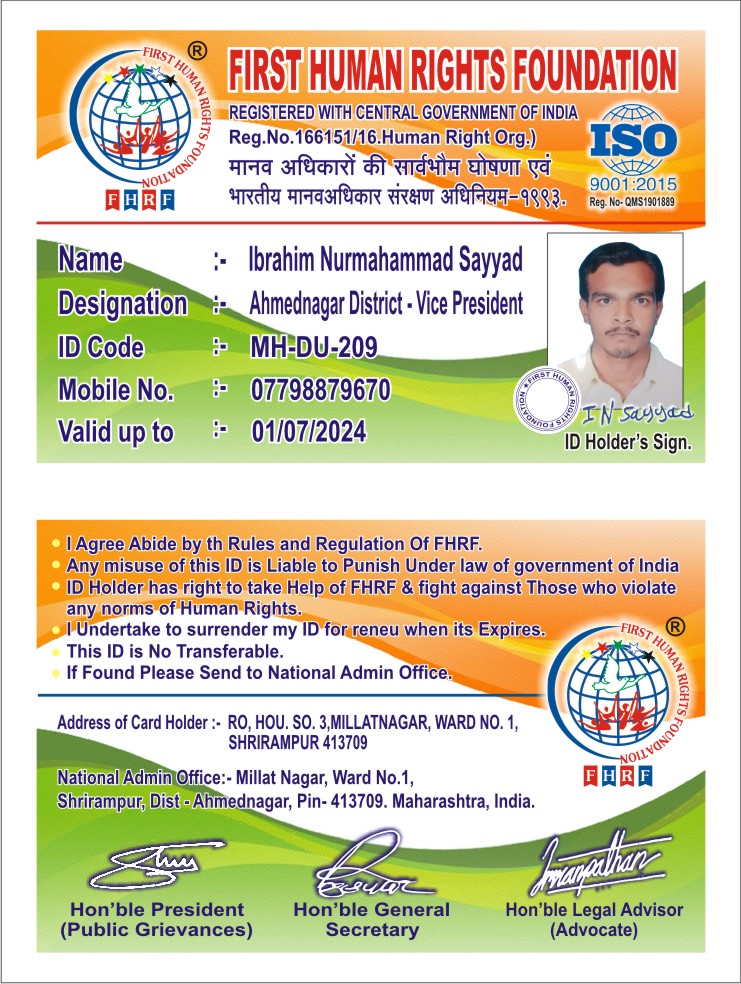 FIRST HUMAN RIGHTS FOUNDATION
®
FHRF
FIRST HUMAN RIGHTS FOUNDATION
REGISTERED WITH CENTRAL GOVERNMENT OF INDIA
Reg.No.166151/16.Human Right Org.)
मानव अधिकारों की सार्वभौम घोषणा एवं
भारतीय मानवअधिकार संरक्षण अधिनियम-१९९३.
ISO
9001:2015
Reg. No- QMS1901889
Name :- Ibrahim Nurmahammad Sayyad
Designation :- Ahmednagar District - Vice President
ID Code :- MH-DU-209
Mobile No. :- 07798879670
Valid up to :- 01/07/2024
FIRST HUMAN RIGHTS FOUNDATION
I N Sayyad
ID Holder's Sign.
I Agree Abide by th Rules and Regulation Of FHRF.
Any misuse of this ID is Liable to Punish Under law of government of India
ID Holder has right to take Help of FHRF & fight against Those who violate
any norms of Human Rights.
I Undertake to surrender my ID for reneu when its Expires.
This ID is No Transferable.
If Found Please Send to National Admin Office.
FIRST HUMAN RIGHTS FOUNDATION
®
FHRF
Address of Card Holder :- RO, HOU. SO. 3,MILLATNAGAR, WARD NO. 1,
SHRIRAMPUR 413709
National Admin Office:- Millat Nagar, Ward No.1,
Shrirampur, Dist - Ahmednagar, Pin- 413709. Maharashtra, India.
Immanpathan
Hon'ble President
(Public Grievances)
Hon'ble General
Secretary
Hon'ble Legal Advisor
(Advocate)